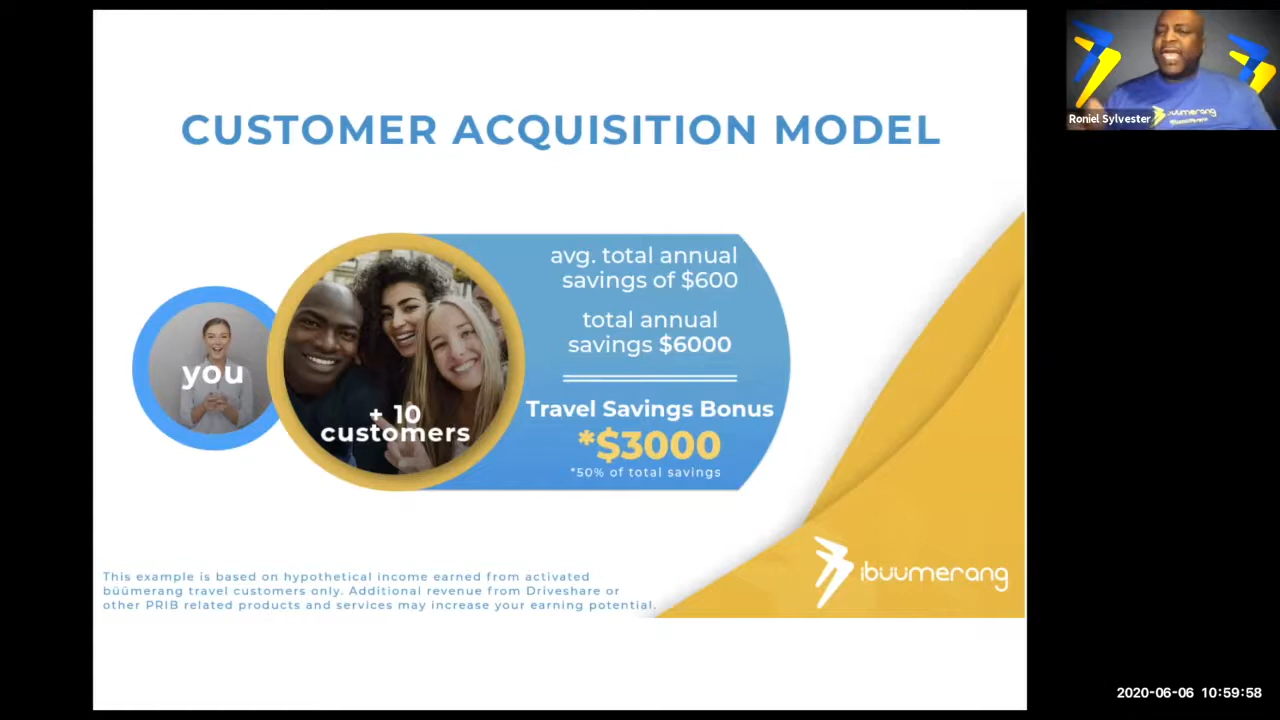 CUSTOMER ACQUISITION MODEL
you
+ 10
customers
avg. total annual
savings of $600
total annual
savings $6000
Travel Savings Bonus
*$3000
*50% of total savings
This example is based on hypothetical income earned from activated
büümerang travel customers only. Additional revenue from Driveshare or
other PRIB related products and services may increase your earning potential.
ibüümerang
ibüümerang
Roniel Sylvester
2020-06-06 10:59:58